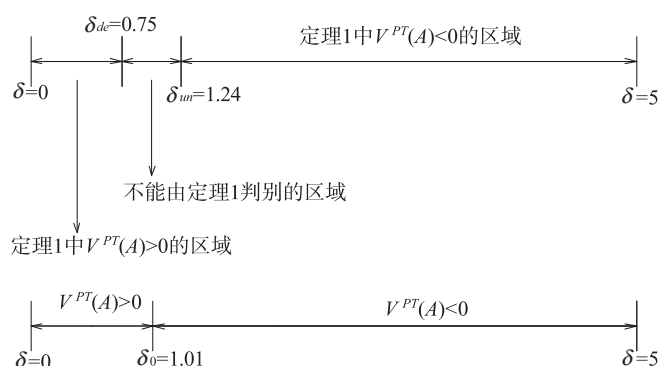 δde=0.75
定理1中V PT(A)<0的区域
δ=0
δun=1.24
δ=5
不能由定理1判别的区域
定理1中V PT(A)>0的区域
V PT(A)>0
V PT(A)<0
δ=0
δ0=1.01
δ=5